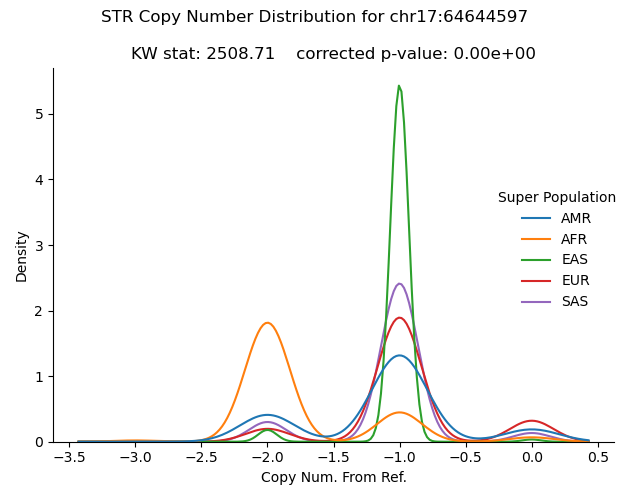 STR Copy Number Distribution for chr17:64644597
KW stat: 2508.71    corrected p-value: 0.00e+00
Density
5
4
3
2
1
0
−3.5 −3.0 −2.5 −2.0 −1.5 −1.0 −0.5 0.0 0.5
Copy Num. From Ref.
Super Population
AMR
AFR
EAS
EUR
SAS